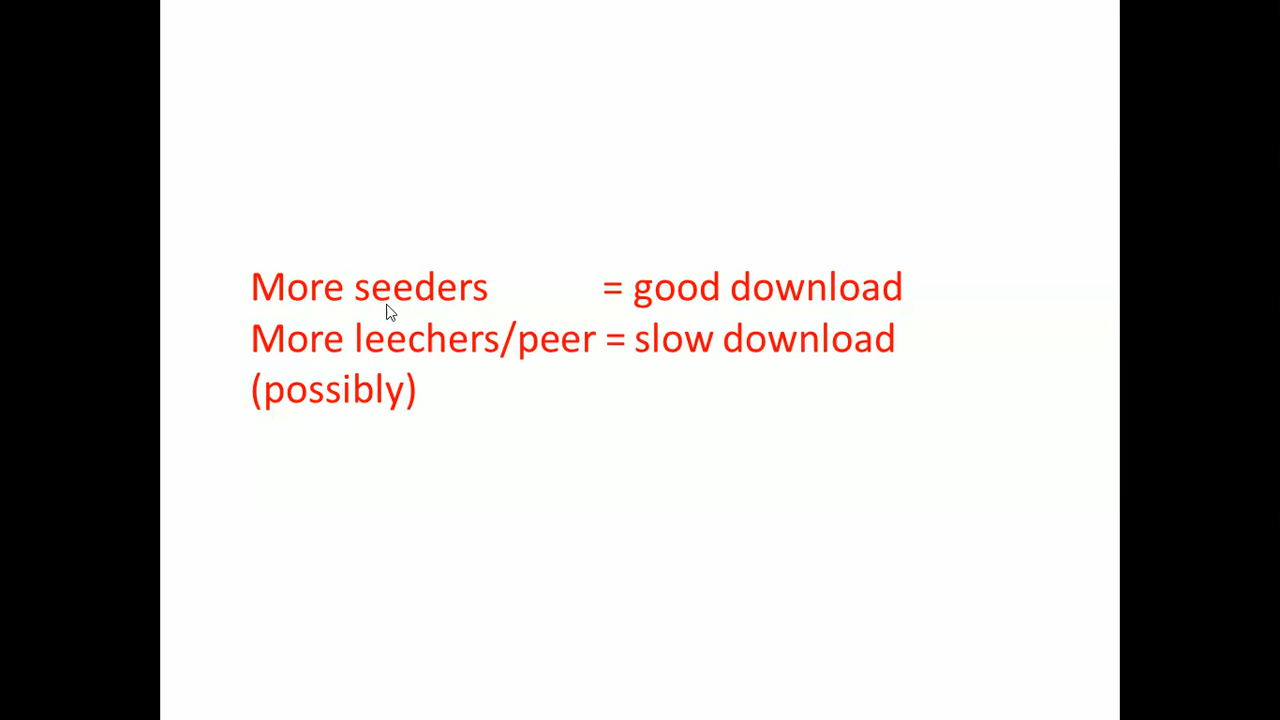 More seeders = good download
More leechers/peer = slow download
(possibly)